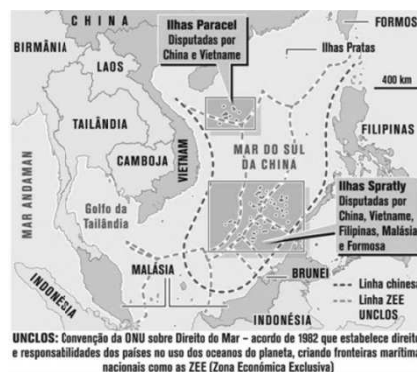 CHINA
FORMOS
BIRMÂNIA
LAOS
Ilhas Paracel
Disputadas por
China e Vietname
Ilhas Pratas
400 km
TAILÂNDIA
VIETNAM
MAR DO SÚL
DA CHINA
FILIPINAS
CAMBOJA
MAR ANDAMAN
Golfo da
Tailândia
Ilhas Spratly
Disputadas por
China, Vietname,
Filipinas, Malásia
e Formosa
MALÁSIA
BRUNEI
INDONÉSIA
INDONÉSIA
Linha chinesa
Linha ZEE
UNCLOS
UNCLOS: Convenção da ONU sobre Direito do Mar – acordo de 1982 que estabelece direito
e responsabilidades dos países no uso dos oceanos do planeta, criando fronteiras marítima
nacionais como as ZEE (Zona Económica Exclusiva)